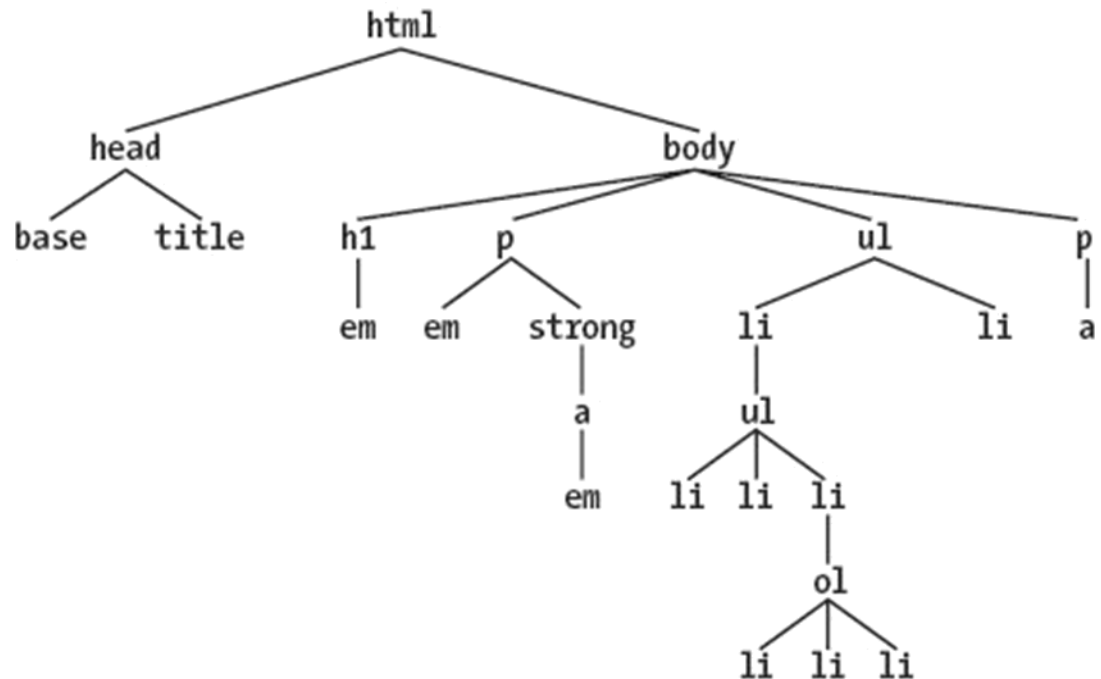 html
head body
base title h1 p ul p
em em strong li li a
a ul
em li li li
ol
li li li